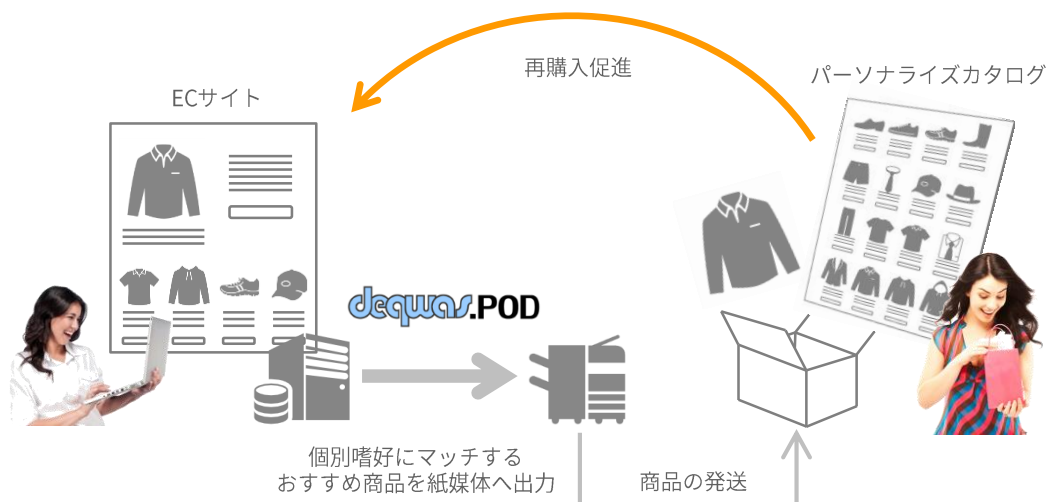 再購入促進
パーソナライズカタログ
ECサイト
deqwas.POD
個別嗜好にマッチする
おすすめ商品を紙媒体へ出力
商品の発送